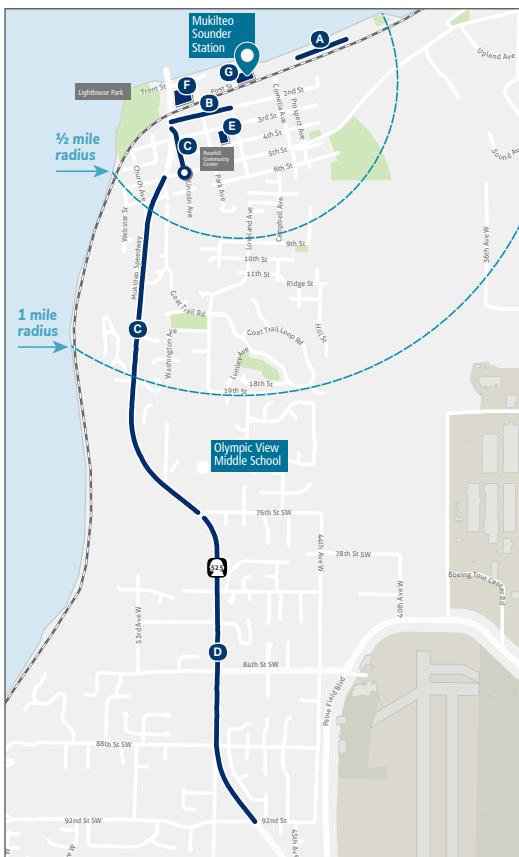 Mukilteo
Sounder
Station
A
Upland Ave
G
F
Lighthouse Park
Front St
First St
2nd St
B
Cornelia Ave
Prospect Ave
3rd St
E
4th St
Sound Av
½ mile
radius
C
Rosehill
Community
Center
5th St
6th St
Church Ave
Lincoln Ave
Park Ave
Webster St
Loveland Ave
Campbell Ave
9th St
36th Ave W
10th St
11th St
Mukilteo Speedway
Ridge St
Goat Trail Rd
1 mile
radius
C
Washington Ave
Goat Trail Loop Rd
Hill St
Lumley Ave
18th St
19th St
Olympic View
Middle School
76th St SW
44th Ave W
78th St SW
525
Boeing Tour Center Rd
40th Ave W
53rd Ave W
D
84th St SW
Paine Field Blvd
88th St SW
92nd St SW
92nd St
45th Ave
W
e W